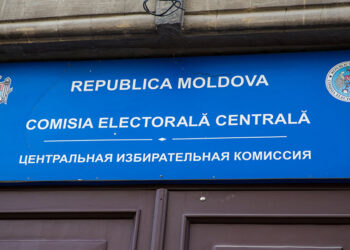 REPUBLICA MOLDOVA
COMISIA ELECTORALĂ CENTRALĂ
ЦЕНТРАЛЬНАЯ ИЗБИРАТЕЛЬНАЯ КОМИССИЯ